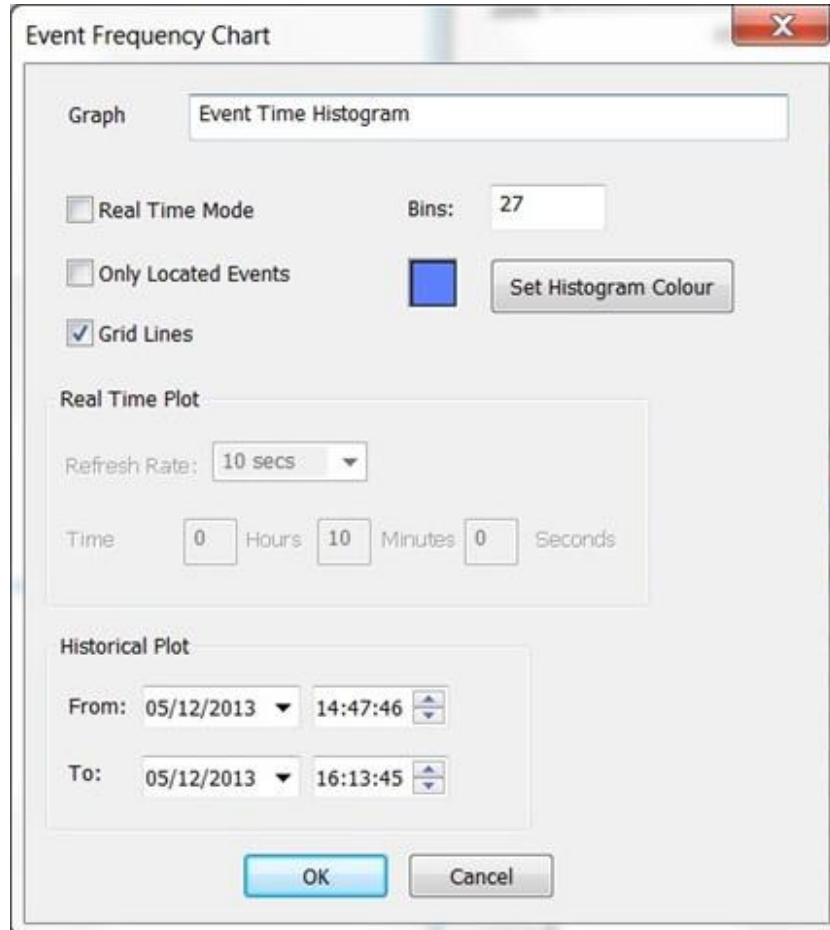 Event Frequency Chart
Graph Event Time Histogram
Real Time Mode Bins: 27
Only Located Events Set Histogram Colour
Grid Lines
Real Time Plot
Refresh Rate: 10 secs
Time 0 Hours 10 Minutes 0 Seconds
Historical Plot
From: 05/12/2013 14:47:46
To: 05/12/2013 16:13:45
OK Cancel